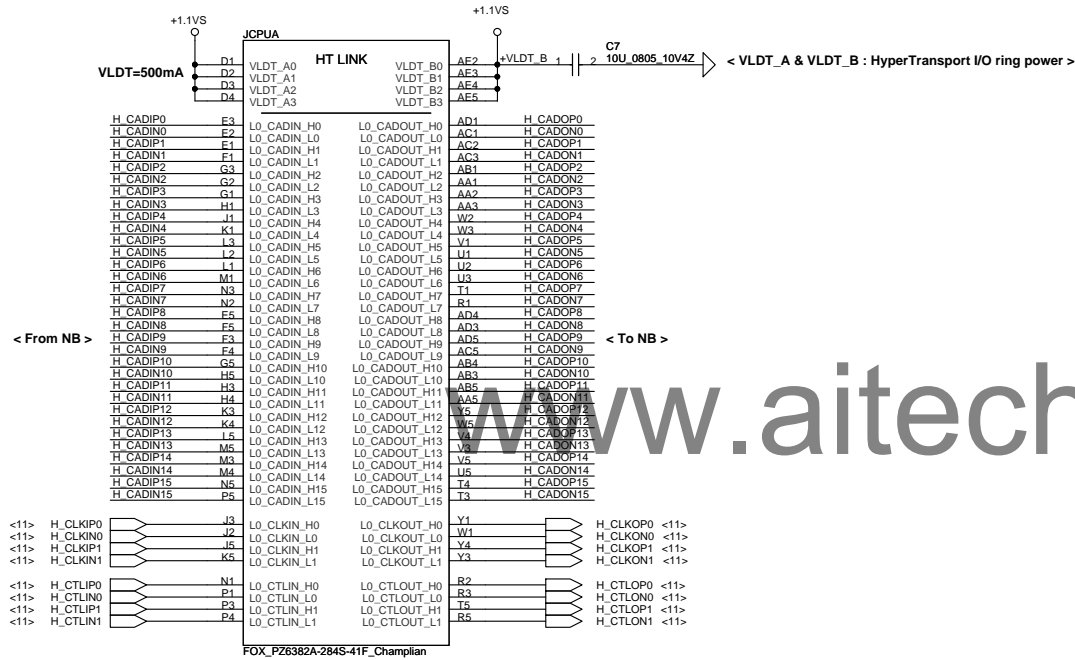 +1.1VS +1.1VS
JCPUA
HT LINK
VLDT=500mA
D1 VLDT_A0 VLDT_B0 AE2 +VLDT_B 1 2 C7 10U_0805_10V4Z < VLDT_A & VLDT_B : HyperTransport I/O ring power >
D2 VLDT_A1 VLDT_B1 AE3
D3 VLDT_A2 VLDT_B2 AE4
D4 VLDT_A3 VLDT_B3 AE5
H_CADIP0 E3 L0_CADIN_H0 L0_CADOUT_H0 AD1 H_CADOP0
H_CADIN0 E2 L0_CADIN_L0 L0_CADOUT_L0 AC1 H_CADON0
H_CADIP1 E1 L0_CADIN_H1 L0_CADOUT_H1 AC2 H_CADOP1
H_CADIN1 F1 L0_CADIN_L1 L0_CADOUT_L1 AC3 H_CADON1
H_CADIP2 G3 L0_CADIN_H2 L0_CADOUT_H2 AB1 H_CADOP2
H_CADIN2 G2 L0_CADIN_L2 L0_CADOUT_L2 AA1 H_CADON2
H_CADIP3 G1 L0_CADIN_H3 L0_CADOUT_H3 AA2 H_CADOP3
H_CADIN3 H1 L0_CADIN_L3 L0_CADOUT_L3 AA3 H_CADON3
H_CADIP4 J1 L0_CADIN_H4 L0_CADOUT_H4 W2 H_CADOP4
H_CADIN4 K1 L0_CADIN_L4 L0_CADOUT_L4 W3 H_CADON4
H_CADIP5 L3 L0_CADIN_H5 L0_CADOUT_H5 V1 H_CADOP5
H_CADIN5 L2 L0_CADIN_L5 L0_CADOUT_L5 U1 H_CADON5
H_CADIP6 L1 L0_CADIN_H6 L0_CADOUT_H6 U2 H_CADOP6
H_CADIN6 M1 L0_CADIN_L6 L0_CADOUT_L6 U3 H_CADON6
H_CADIP7 N3 L0_CADIN_H7 L0_CADOUT_H7 T1 H_CADOP7
H_CADIN7 N2 L0_CADIN_L7 L0_CADOUT_L7 R1 H_CADON7
H_CADIP8 E5 L0_CADIN_H8 L0_CADOUT_H8 AD4 H_CADOP8
H_CADIN8 F5 L0_CADIN_L8 L0_CADOUT_L8 AD3 H_CADON8
< From NB > H_CADIP9 F3 L0_CADIN_H9 L0_CADOUT_H9 AD5 H_CADOP9 < To NB >
H_CADIN9 F4 L0_CADIN_L9 L0_CADOUT_L9 AC5 H_CADON9
H_CADIP10 G5 L0_CADIN_H10 L0_CADOUT_H10 AB4 H_CADOP10
H_CADIN10 H5 L0_CADIN_L10 L0_CADOUT_L10 AB3 H_CADON10
H_CADIP11 H3 L0_CADIN_H11 L0_CADOUT_H11 AB5 H_CADOP11
H_CADIN11 H4 L0_CADIN_L11 L0_CADOUT_L11 AA5 H_CADON11
H_CADIP12 K3 L0_CADIN_H12 L0_CADOUT_H12 Y5 H_CADOP12
H_CADIN12 K4 L0_CADIN_L12 L0_CADOUT_L12 W5 H_CADON12
H_CADIP13 L5 L0_CADIN_H13 L0_CADOUT_H13 V4 H_CADOP13
H_CADIN13 M5 L0_CADIN_L13 L0_CADOUT_L13 V3 H_CADON13
H_CADIP14 M3 L0_CADIN_H14 L0_CADOUT_H14 V5 H_CADOP14
H_CADIN14 M4 L0_CADIN_L14 L0_CADOUT_L14 U5 H_CADON14
H_CADIP15 N5 L0_CADIN_H15 L0_CADOUT_H15 T4 H_CADOP15
H_CADIN15 P5 L0_CADIN_L15 L0_CADOUT_L15 T3 H_CADON15
www.aitech
<11> H_CLKIP0 J3 L0_CLKIN_H0 L0_CLKOUT_H0 Y1 H_CLKOP0 <11>
<11> H_CLKIN0 J2 L0_CLKIN_L0 L0_CLKOUT_L0 W1 H_CLKON0 <11>
<11> H_CLKIP1 J5 L0_CLKIN_H1 L0_CLKOUT_H1 Y4 H_CLKOP1 <11>
<11> H_CLKIN1 K5 L0_CLKIN_L1 L0_CLKOUT_L1 Y3 H_CLKON1 <11>
<11> H_CTLIP0 N1 L0_CTLIN_H0 L0_CTLOUT_H0 R2 H_CTLOP0 <11>
<11> H_CTLIN0 P1 L0_CTLIN_L0 L0_CTLOUT_L0 R3 H_CTLON0 <11>
<11> H_CTLIP1 P3 L0_CTLIN_H1 L0_CTLOUT_H1 T5 H_CTLOP1 <11>
<11> H_CTLIN1 P4 L0_CTLIN_L1 L0_CTLOUT_L1 R5 H_CTLON1 <11>
FOX_PZ6382A-284S-41F_Champlian